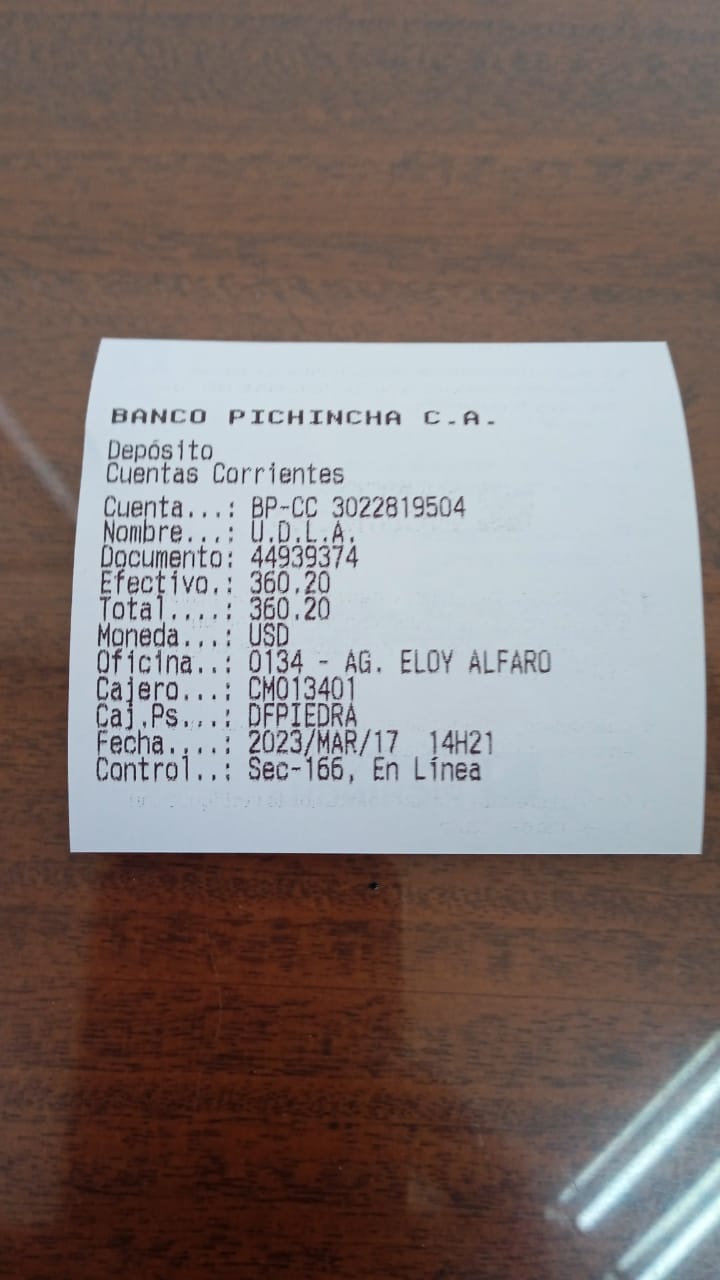 BANCO PICHINCHA C.A.
Depósito
Cuentas Corrientes
Cuenta...: BP-CC 3022819504
Nombre...: U.D.L.A.
Documento: 44939374
Efectivo.: 360.20
Total....: 360.20
Moneda...: USD
Oficina..: 0134 - AG. ELOY ALFARO
Cajero...: CM013401
Caj.Ps...: DFPIEDRA
Fecha....: 2023/MAR/17 14H21
Control..: Sec-166, En Línea